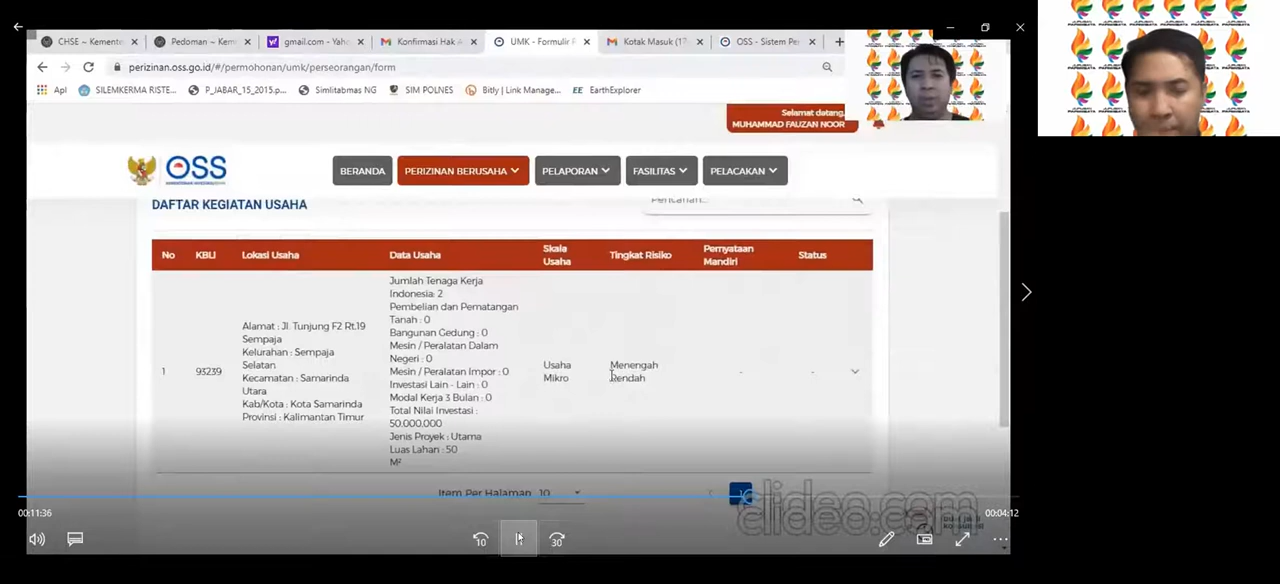 CHSE ~ Kemente
Pedoman ~ Kem
gmail.com - Yaho
Konfirmasi Hak A
UMK - Formulir P
Kotak Masuk (17
OSS - Sistem Per
perizinan.oss.go.id/#/permohonan/umk/perseorangan/form
Apl
SILEMKERMA RISTE...
P_JABAR_15_2015.p...
Simlitabmas NG
SIM POLNES
Bitly | Link Manage...
EE EarthExplorer
Selamat datang,
MUHAMMAD FAUZAN NOOR
OSS
BERANDA
PERIZINAN BERUSAHA
PELAPORAN
FASILITAS
PELACAKAN
DAFTAR KEGIATAN USAHA
Pencarian...
No KBLI Lokasi Usaha Data Usaha Skala Usaha Tingkat Risiko Pernyataan Mandiri Status
1
93239
Alamat : Jl. Tunjung F2 Rt.19
Sempaja
Kelurahan : Sempaja
Selatan
Kecamatan : Samarinda
Utara
Kab/Kota : Kota Samarinda
Provinsi : Kalimantan Timur
Jumlah Tenaga Kerja
Indonesia: 2
Pembelian dan Pematangan
Tanah : 0
Bangunan Gedung : 0
Mesin / Peralatan Dalam
Negeri : 0
Mesin / Peralatan Impor : 0
Investasi Lain - Lain : 0
Modal Kerja 3 Bulan : 0
Total Nilai Investasi :
50.000,000
Jenis Proyek : Utama
Luas Lahan : 50
M²
Usaha
Mikro
Menengah
Rendah
-
-
Item Per Halaman 10
clideo.com
clideo.com
00:11:36
00:04:12
10
30